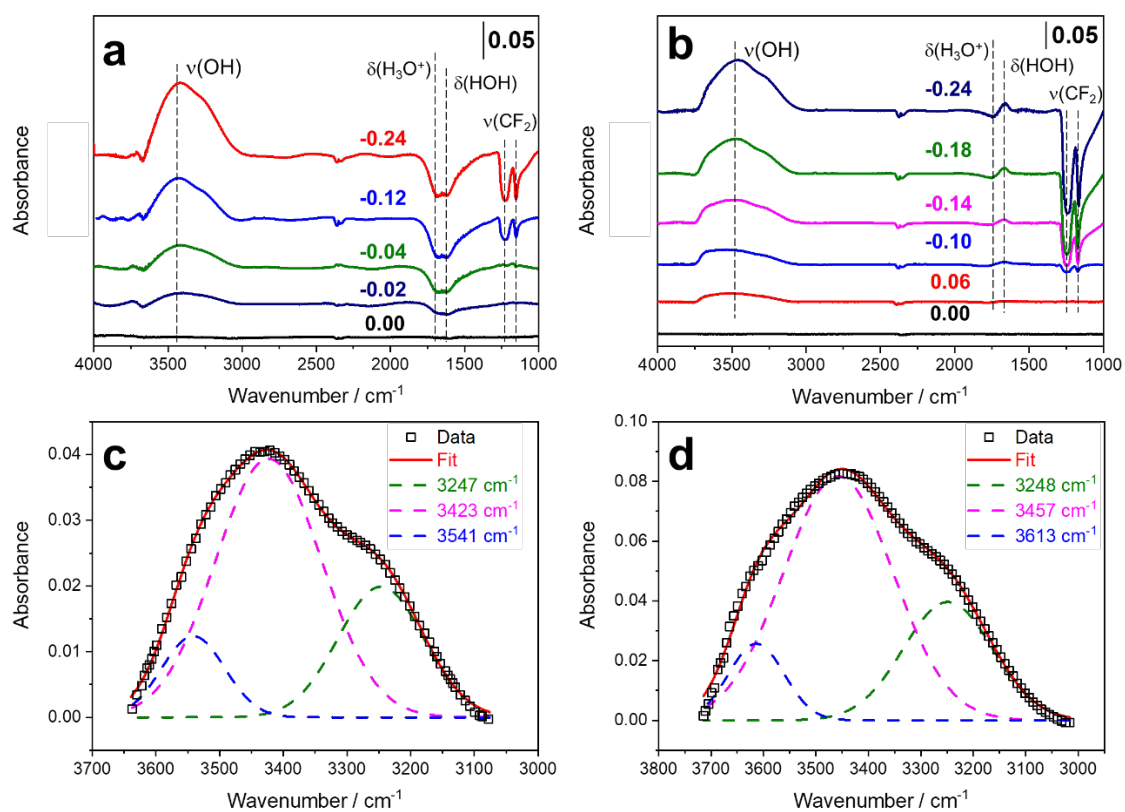 a
0.05
ν(OH)
δ(H₃O⁺)
δ(HOH)
ν(CF₂)
-0.24
-0.12
-0.04
-0.02
0.00
Absorbance
4000 3500 3000 2500 2000 1500 1000
Wavenumber / cm⁻¹
b
0.05
ν(OH)
δ(H₃O⁺)
δ(HOH)
ν(CF₂)
-0.24
-0.18
-0.14
-0.10
0.06
0.00
Absorbance
4000 3500 3000 2500 2000 1500 1000
Wavenumber / cm⁻¹
c
Data
Fit
3247 cm⁻¹
3423 cm⁻¹
3541 cm⁻¹
0.04
0.03
0.02
0.01
0.00
Absorbance
3700 3600 3500 3400 3300 3200 3100 3000
Wavenumber / cm⁻¹
d
Data
Fit
3248 cm⁻¹
3457 cm⁻¹
3613 cm⁻¹
0.10
0.08
0.06
0.04
0.02
0.00
Absorbance
3800 3700 3600 3500 3400 3300 3200 3100 3000
Wavenumber / cm⁻¹